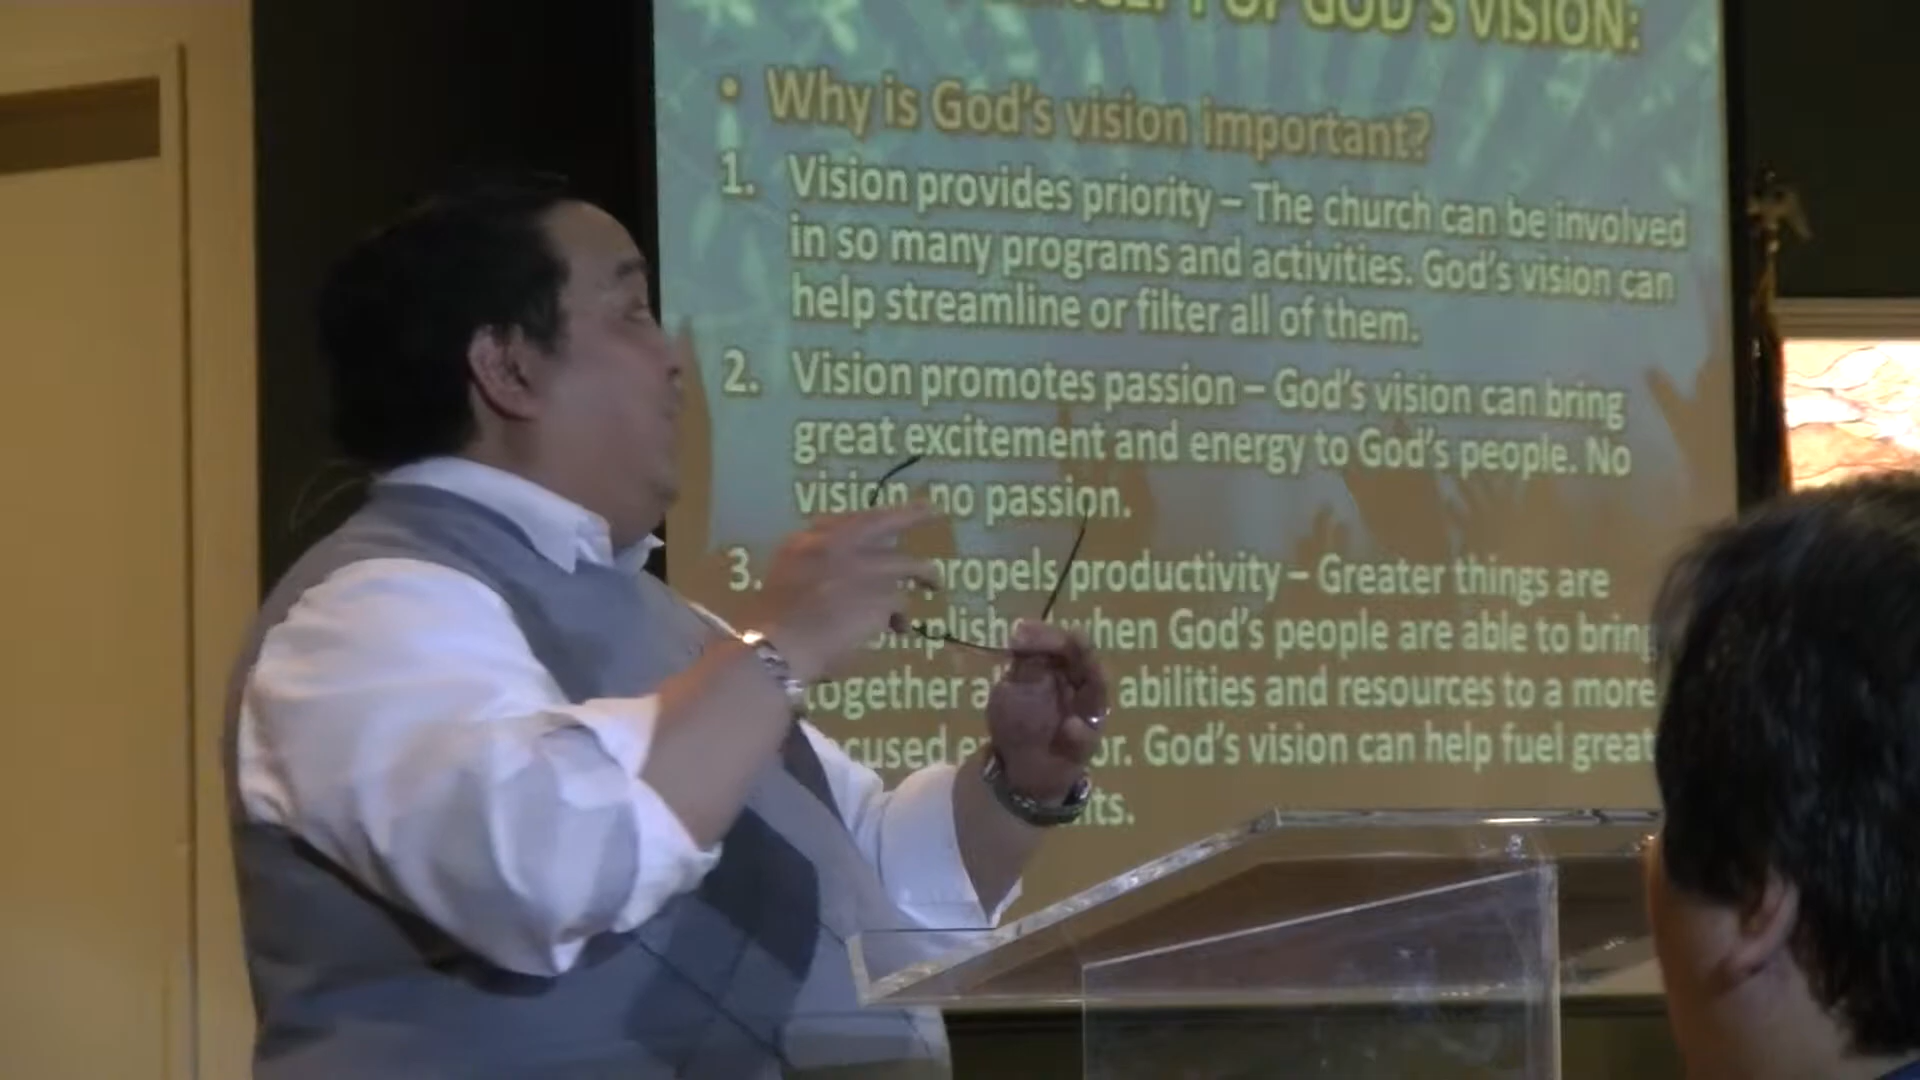 OF GOD'S VISION:
• Why is God's vision important?
1. Vision provides priority – The church can be involved
in so many programs and activities. God's vision can
help streamline or filter all of them.
2. Vision promotes passion – God's vision can bring
great excitement and energy to God's people. No
vision, no passion.
3. propels productivity – Greater things are
when God's people are able to bring
together abilities and resources to a more
God's vision can help fuel great